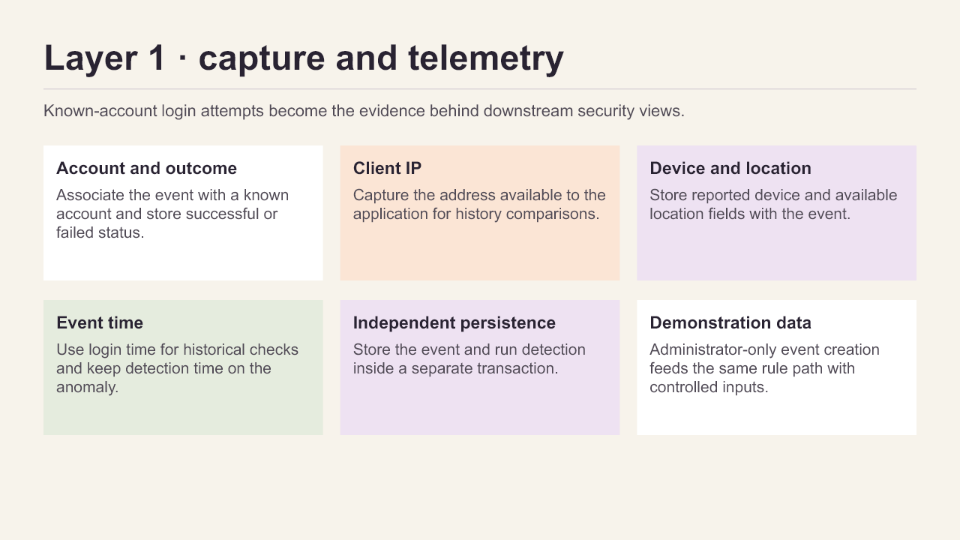 Layer 1 · capture and telemetry
Known-account login attempts become the evidence behind downstream security views.
Account and outcome
Associate the event with a known
account and store successful or
failed status.
Client IP
Capture the address available to the
application for history comparisons.
Device and location
Store reported device and available
location fields with the event.
Event time
Use login time for historical checks
and keep detection time on the
anomaly.
Independent persistence
Store the event and run detection
inside a separate transaction.
Demonstration data
Administrator-only event creation
feeds the same rule path with
controlled inputs.